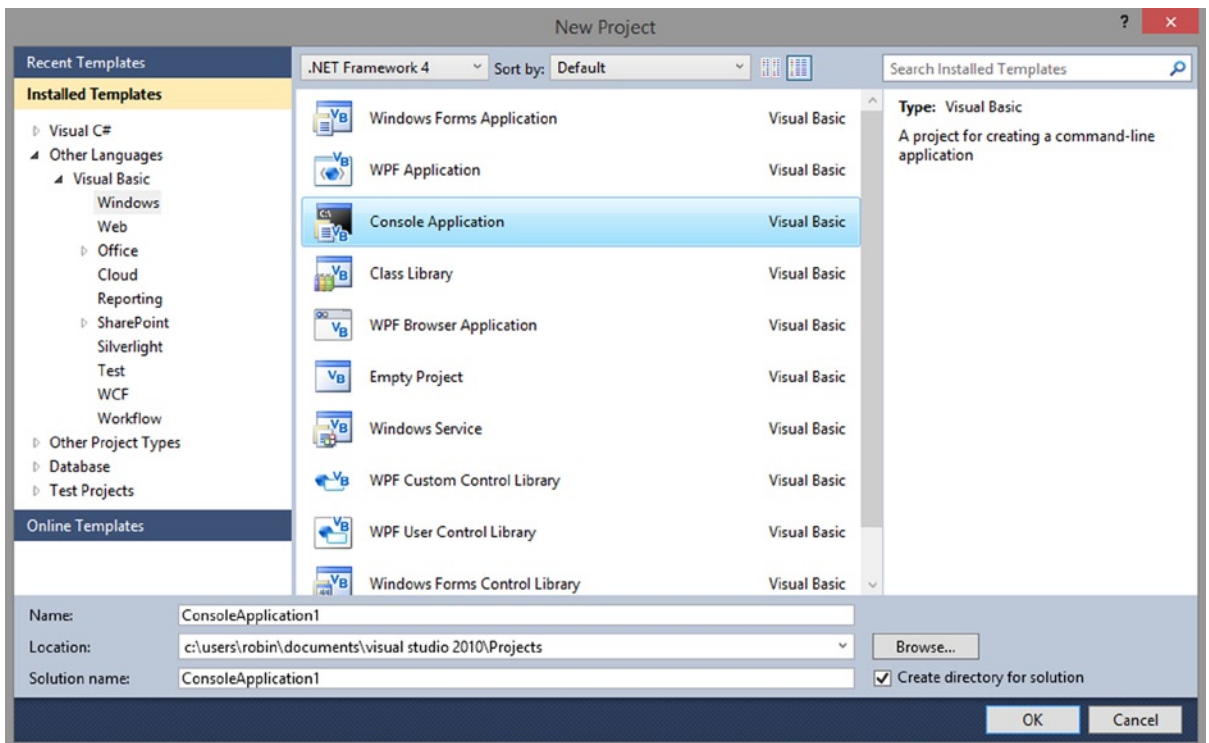 New Project
?
Recent Templates
Installed Templates
Visual C#
Other Languages
Visual Basic
Windows
Web
Office
Cloud
Reporting
SharePoint
Silverlight
Test
WCF
Workflow
Other Project Types
Database
Test Projects
Online Templates
.NET Framework 4 Sort by: Default
Windows Forms Application Visual Basic
WPF Application Visual Basic
Console Application Visual Basic
Class Library Visual Basic
WPF Browser Application Visual Basic
Empty Project Visual Basic
Windows Service Visual Basic
WPF Custom Control Library Visual Basic
WPF User Control Library Visual Basic
Windows Forms Control Library Visual Basic
Search Installed Templates
Type: Visual Basic
A project for creating a command-line
application
Name: ConsoleApplication1
Location: c:\users\robin\documents\visual studio 2010\Projects Browse...
Solution name: ConsoleApplication1 Create directory for solution
OK Cancel